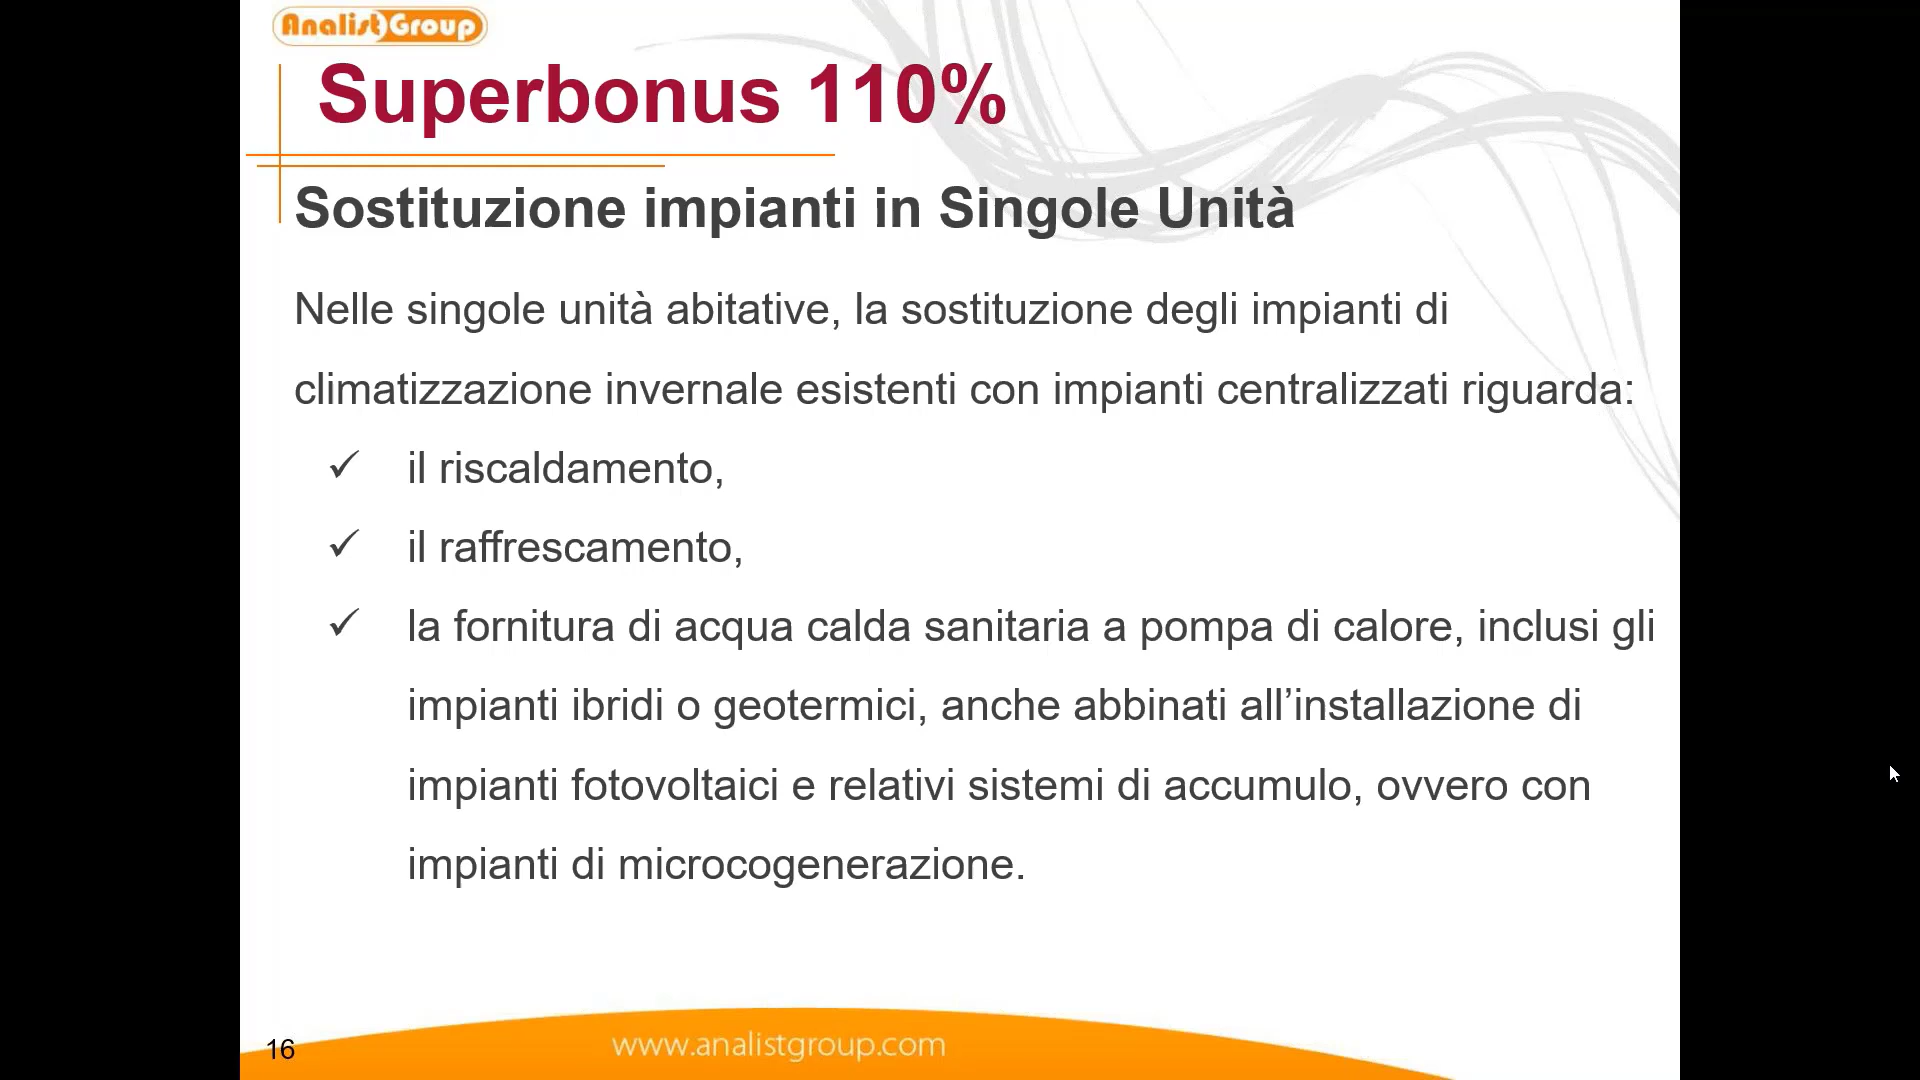 AnalistGroup
Superbonus 110%
Sostituzione impianti in Singole Unità
Nelle singole unità abitative, la sostituzione degli impianti di
climatizzazione invernale esistenti con impianti centralizzati riguarda:
✓ il riscaldamento,
✓ il raffrescamento,
✓ la fornitura di acqua calda sanitaria a pompa di calore, inclusi gli
impianti ibridi o geotermici, anche abbinati all’installazione di
impianti fotovoltaici e relativi sistemi di accumulo, ovvero con
impianti di microcogenerazione.
16
www.analistgroup.com